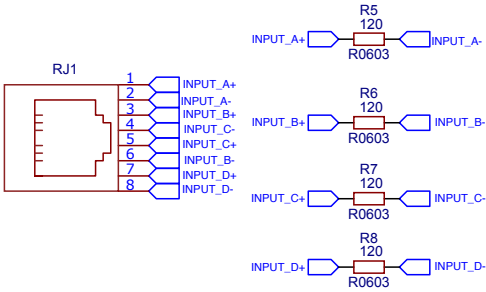 RJ1
1 INPUT_A+
2 INPUT_A-
3 INPUT_B+
4 INPUT_C-
5 INPUT_C+
6 INPUT_B-
7 INPUT_D+
8 INPUT_D-
R5
120
INPUT_A+ INPUT_A-
R0603
R6
120
INPUT_B+ INPUT_B-
R0603
R7
120
INPUT_C+ INPUT_C-
R0603
R8
120
INPUT_D+ INPUT_D-
R0603